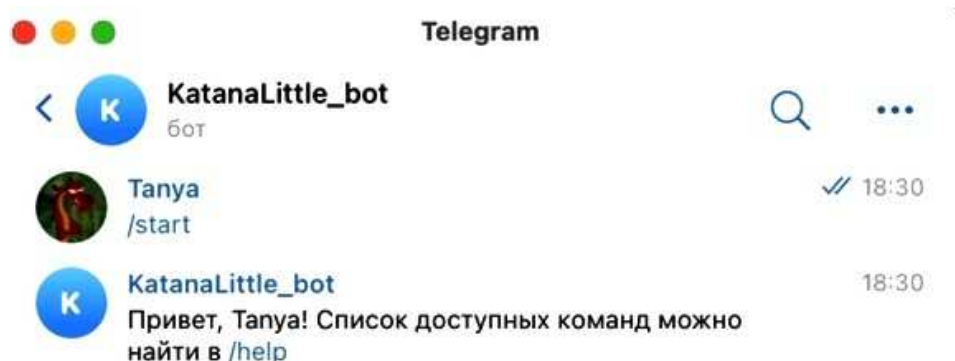 Telegram
KatanaLittle_bot
бот
K
Tanya
18:30
/start
KatanaLittle_bot
18:30
K
Привет, Tanya! Список доступных команд можно
найти в /help